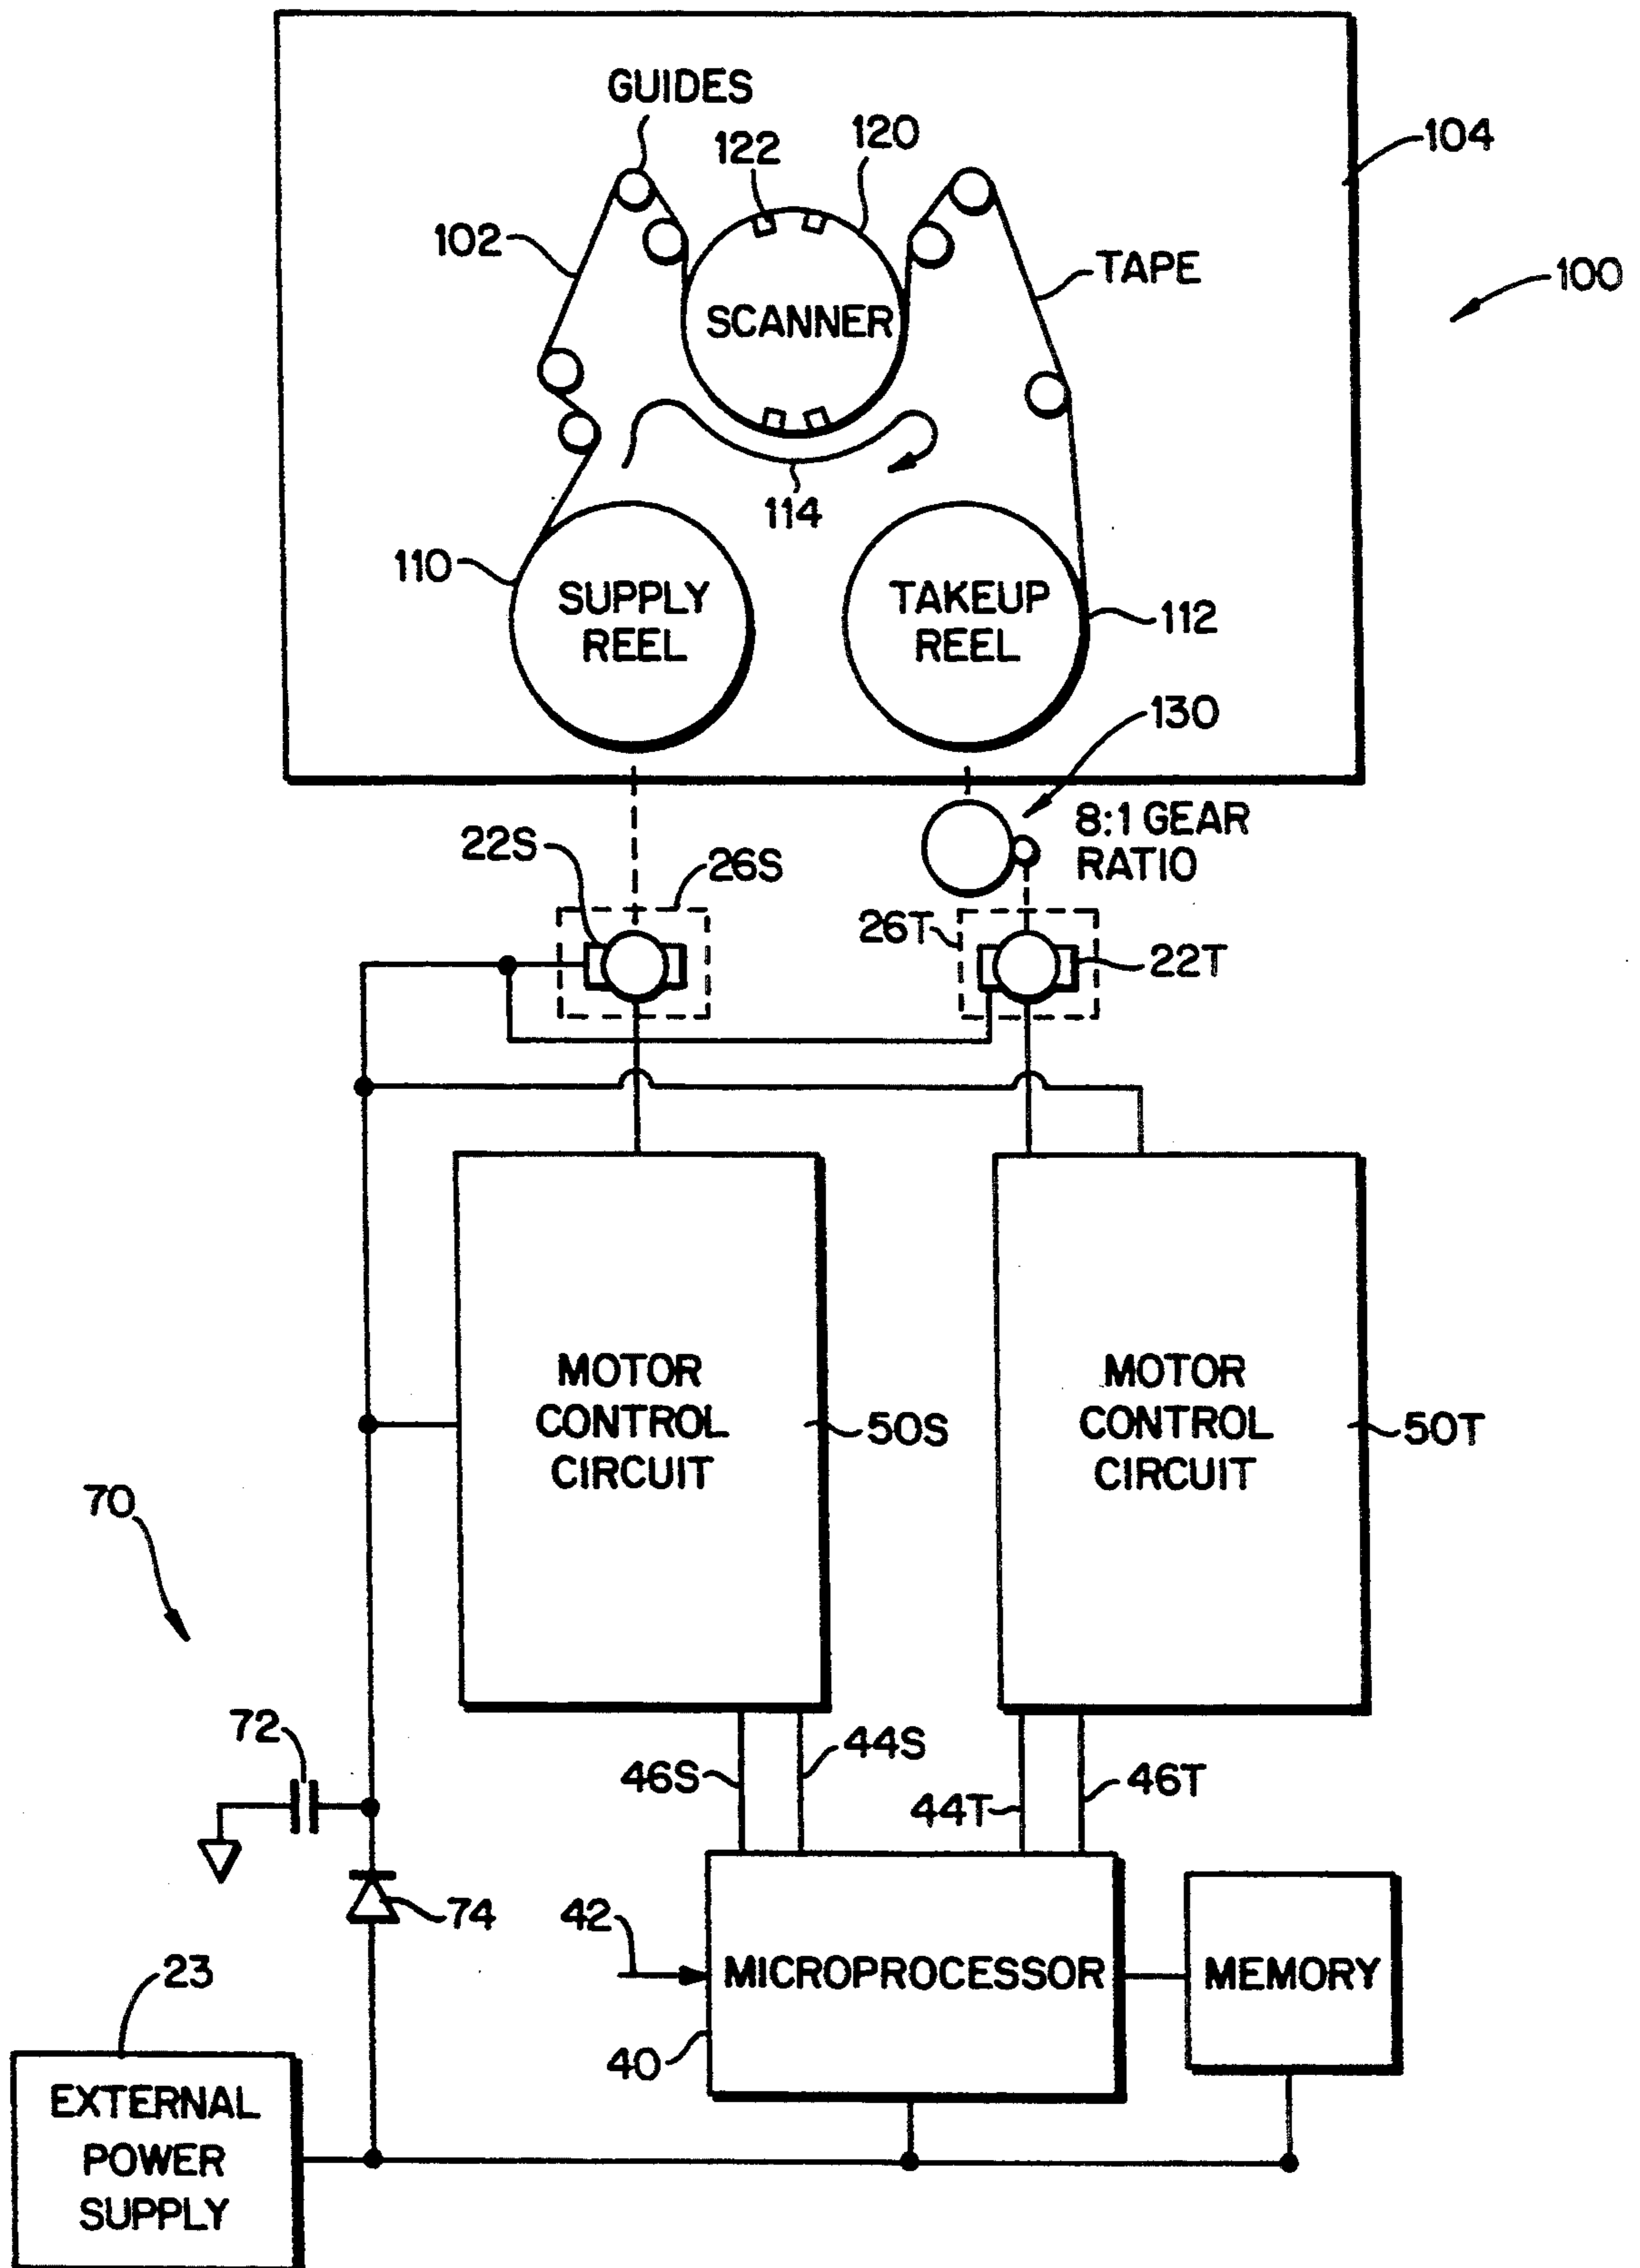 GUIDES
122
120
104
102
TAPE
100
SCANNER
114
110
SUPPLY
REEL
TAKEUP
REEL
112
130
8:1 GEAR
RATIO
22S
26S
26T
22T
MOTOR
CONTROL
CIRCUIT
50S
MOTOR
CONTROL
CIRCUIT
50T
70
72
46S
44S
44T
46T
74
42
23
MICROPROCESSOR
MEMORY
40
EXTERNAL
POWER
SUPPLY